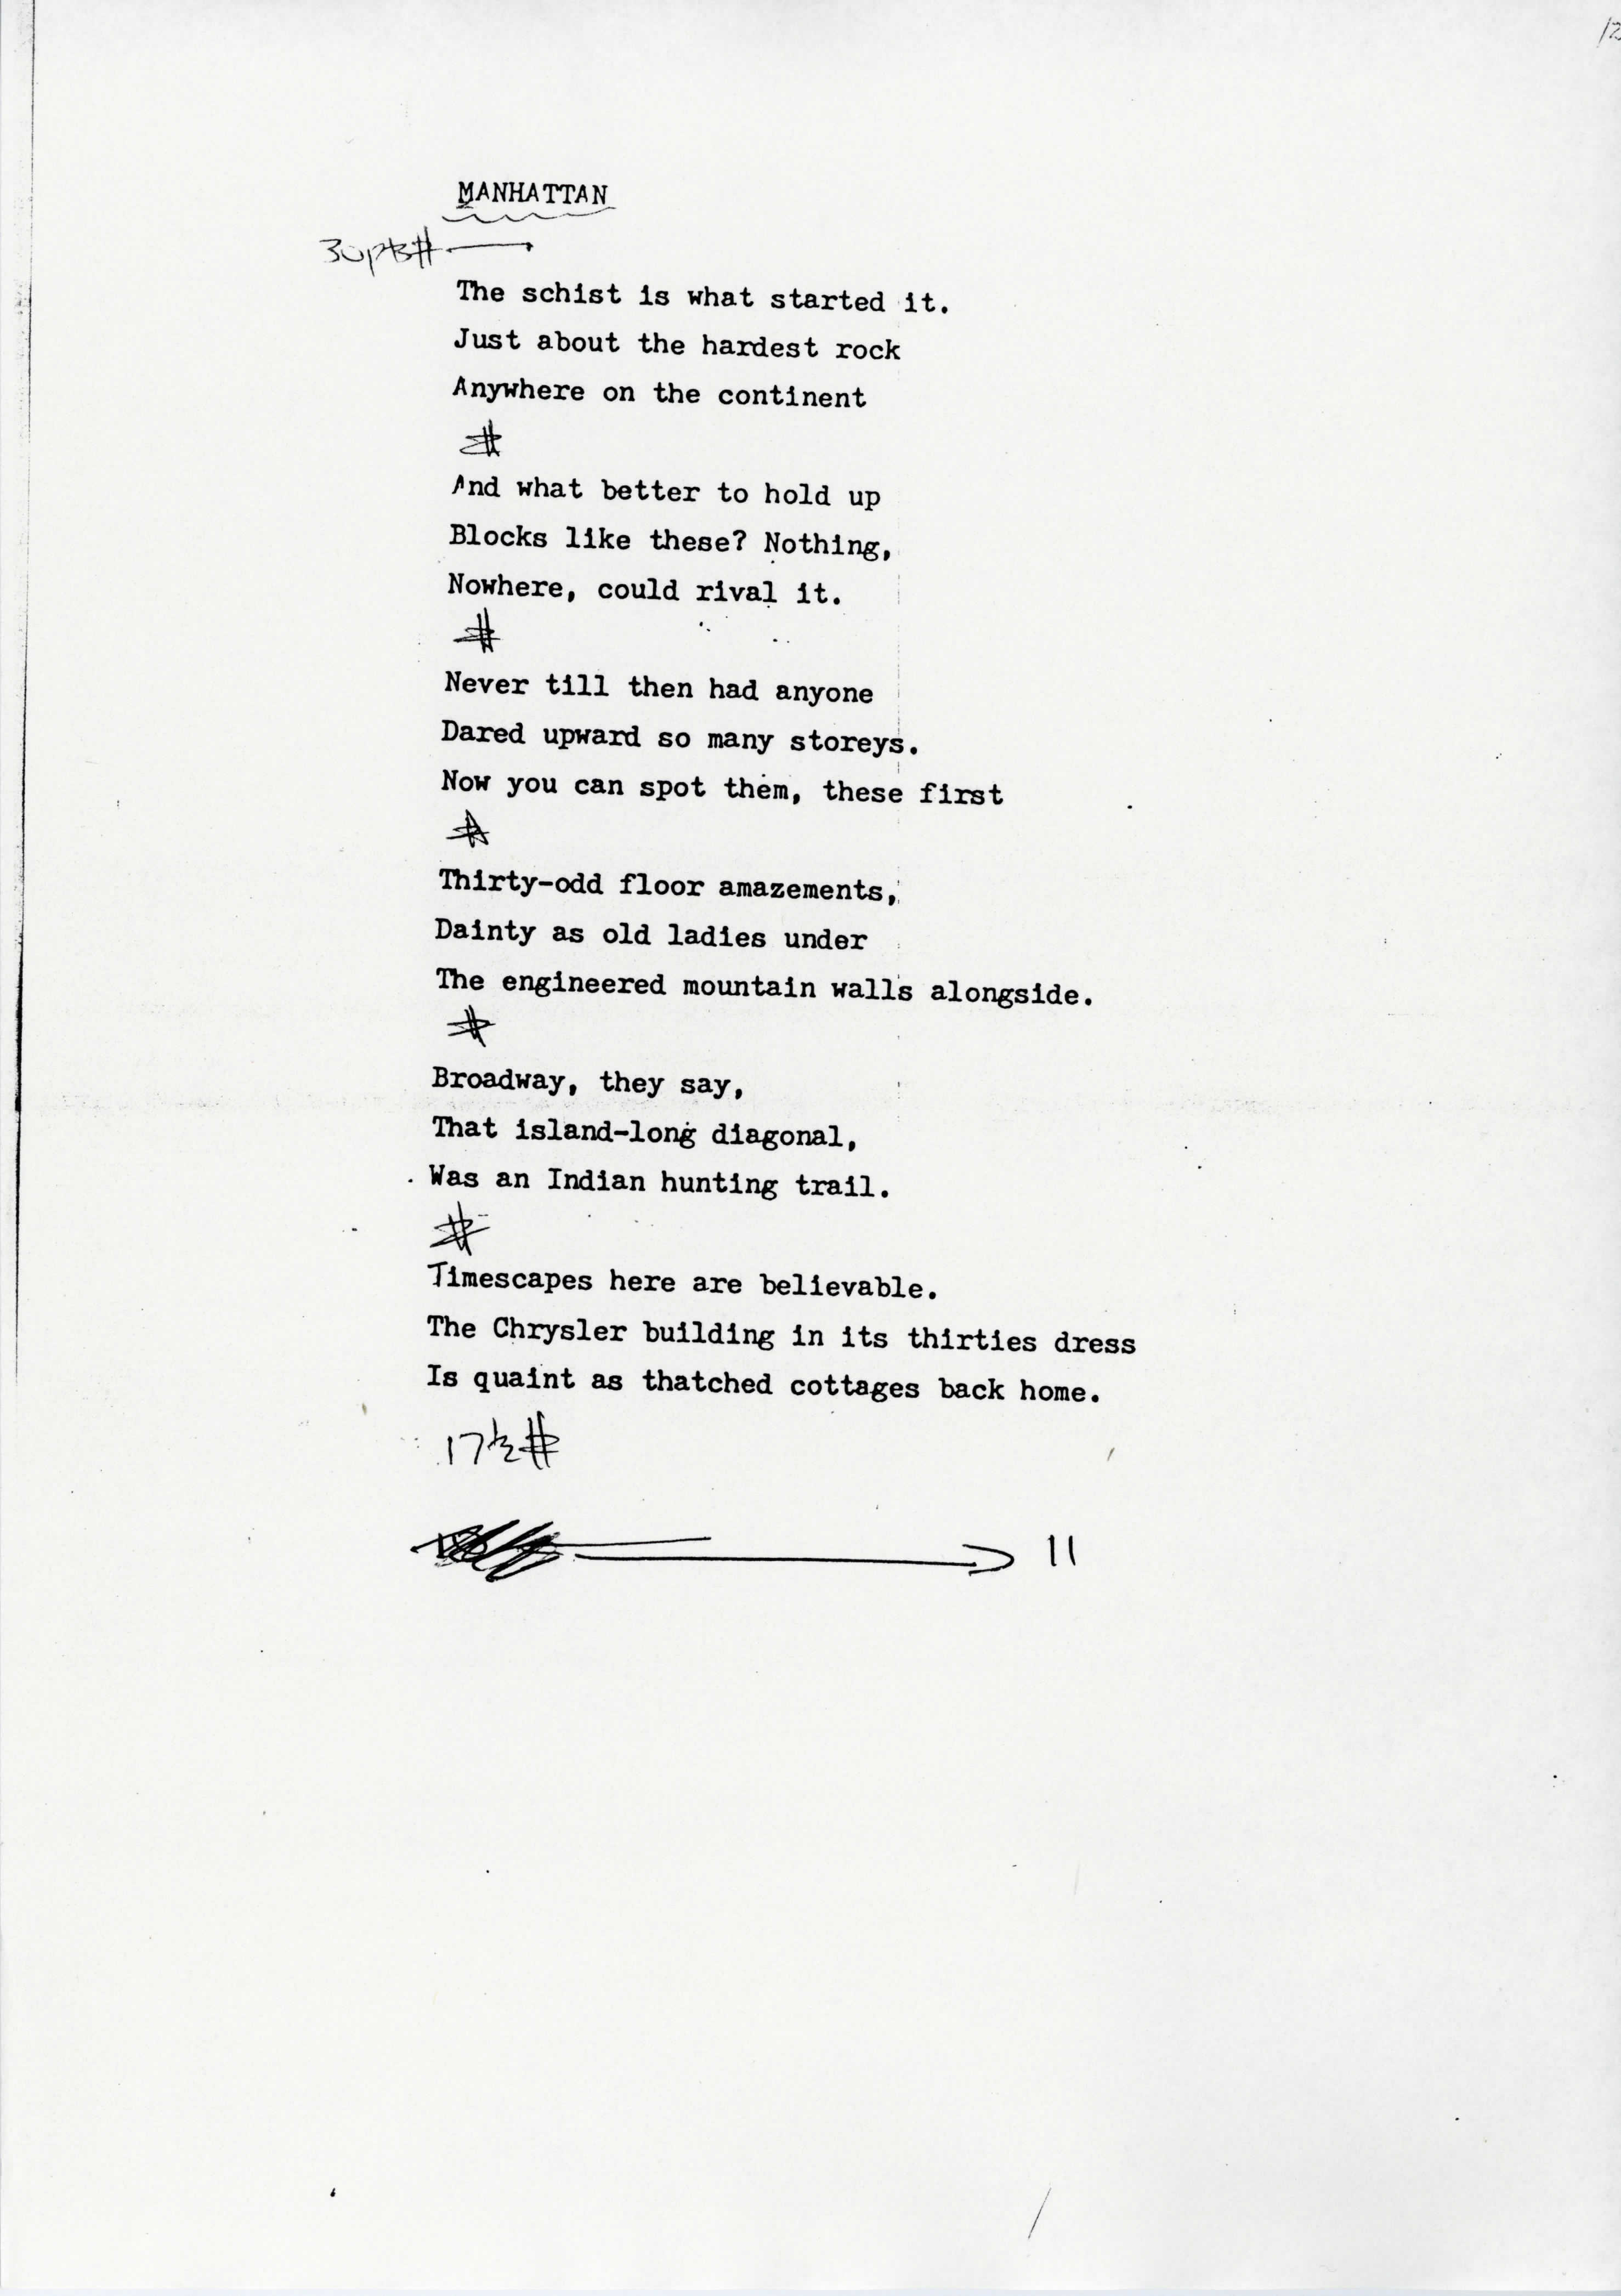 12
MANHATTAN
30pts#
The schist is what started it.
Just about the hardest rock
Anywhere on the continent
#
And what better to hold up
Blocks like these? Nothing,
Nowhere, could rival it.
#
Never till then had anyone
Dared upward so many storeys.
Now you can spot them, these first
#
Thirty-odd floor amazements,
Dainty as old ladies under
The engineered mountain walls alongside.
#
Broadway, they say,
That island-long diagonal,
Was an Indian hunting trail.
#
Timescapes here are believable.
The Chrysler building in its thirties dress
Is quaint as thatched cottages back home.
17½#
11